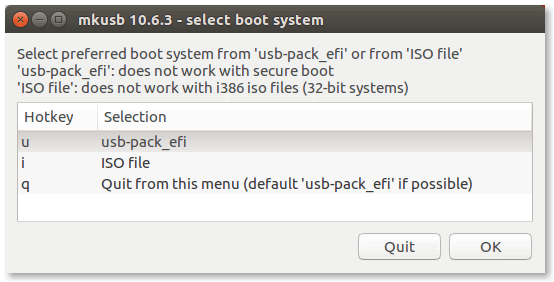 mkusb 10.6.3 - select boot system
Select preferred boot system from 'usb-pack_efi' or from 'ISO file'
'usb-pack_efi': does not work with secure boot
'ISO file': does not work with i386 iso files (32-bit systems)
Hotkey Selection
u usb-pack_efi
i ISO file
q Quit from this menu (default 'usb-pack_efi' if possible)
Quit OK